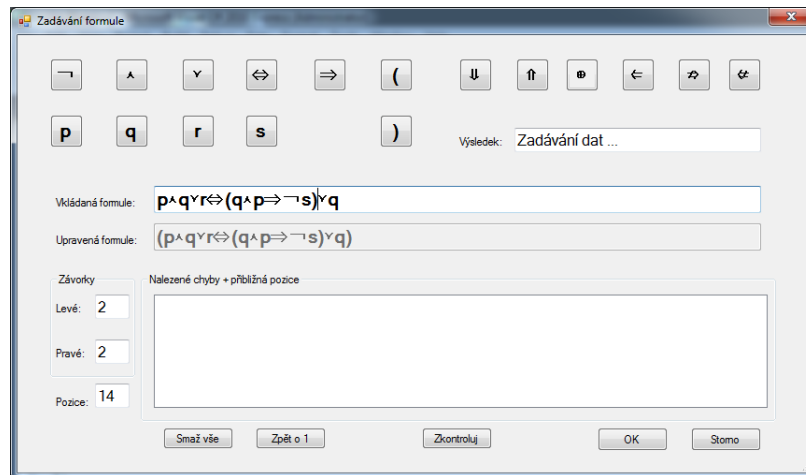 Zadávání formule
¬ ⋏ ⋎ ⇔ ⇒ ( ⇓ ⇑ ⊕ ⇐ ⇏ ⇍
p q r s )
Výsledek: Zadávání dat ...
Vkládaná formule: p⋏q⋎r⇔(q⋏p⇒¬s)⋎q
Upravená formule: (p⋏q⋎r⇔(q⋏p⇒¬s)⋎q)
Závorky
Nalezené chyby + přibližná pozice
Levé: 2
Pravé: 2
Pozice: 14
Smaž vše Zpět o 1 Zkontroluj OK Storno